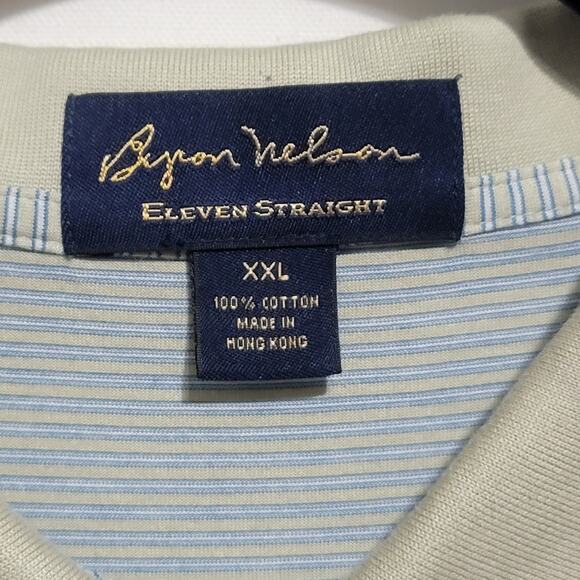 Byron Nelson
ELEVEN STRAIGHT
XXL
100% COTTON
MADE IN
HONG KONG